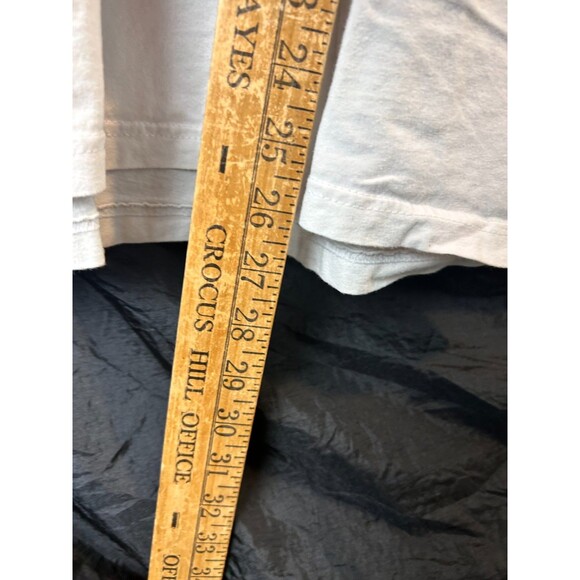 AYES - CROCUS HILL OFFICE -
24 25 26 27 28 29 30 31 32 33